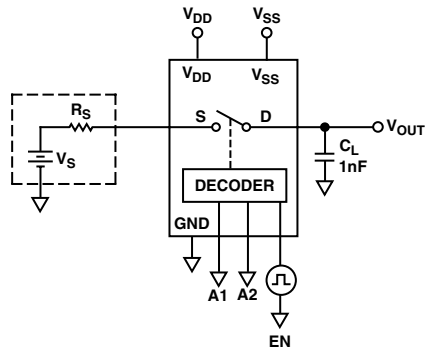 VDD
VSS
VDD
VSS
RS
S
D
VOUT
VS
CL
1nF
DECODER
GND
A1
A2
EN